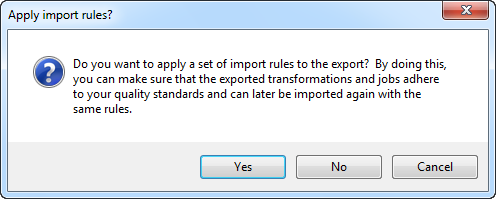 Apply import rules?
Do you want to apply a set of import rules to the export?  By doing this,
you can make sure that the exported transformations and jobs adhere
to your quality standards and can later be imported again with the
same rules.
Yes
No
Cancel